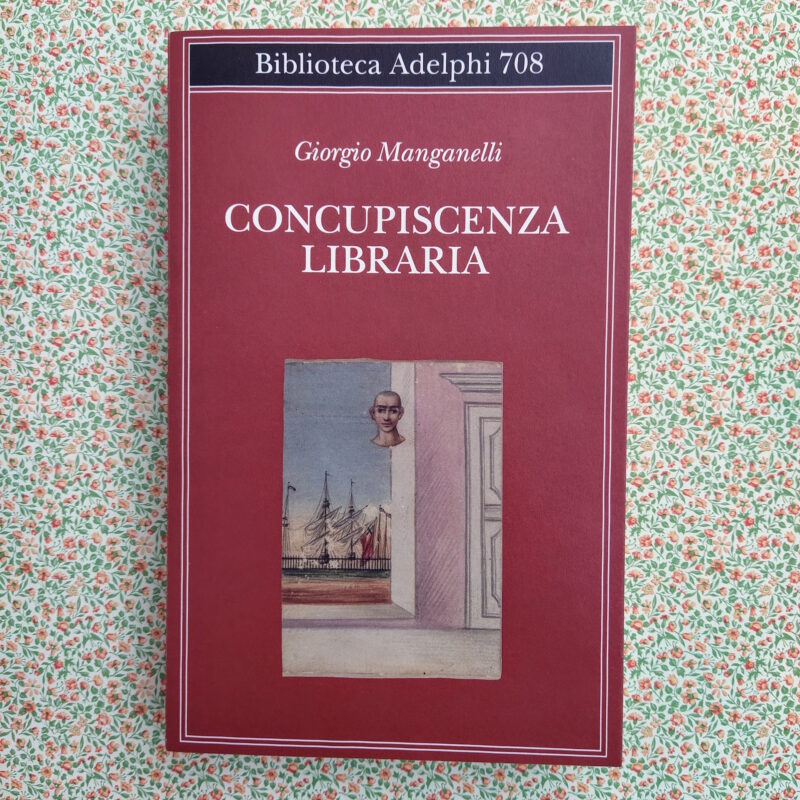 Biblioteca Adelphi 708
Giorgio Manganelli
CONCUPISCENZA
LIBRARIA